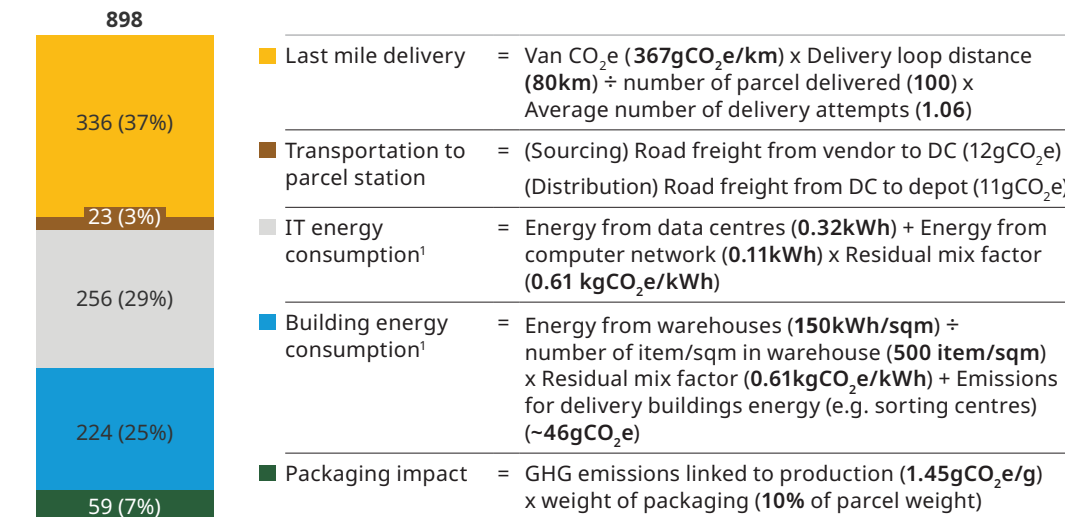 898
336 (37%)
23 (3%)
256 (29%)
224 (25%)
59 (7%)
Last mile delivery = Van CO₂e (367gCO₂e/km) x Delivery loop distance
(80km) ÷ number of parcel delivered (100) x
Average number of delivery attempts (1.06)
Transportation to = (Sourcing) Road freight from vendor to DC (12gCO₂e)
parcel station
(Distribution) Road freight from DC to depot (11gCO₂e)
IT energy = Energy from data centres (0.32kWh) + Energy from
consumption¹ computer network (0.11kWh) x Residual mix factor
(0.61 kgCO₂e/kWh)
Building energy = Energy from warehouses (150kWh/sqm) ÷
consumption¹ number of item/sqm in warehouse (500 item/sqm)
x Residual mix factor (0.61kgCO₂e/kWh) + Emissions
for delivery buildings energy (e.g. sorting centres)
(~46gCO₂e)
Packaging impact = GHG emissions linked to production (1.45gCO₂e/g)
x weight of packaging (10% of parcel weight)